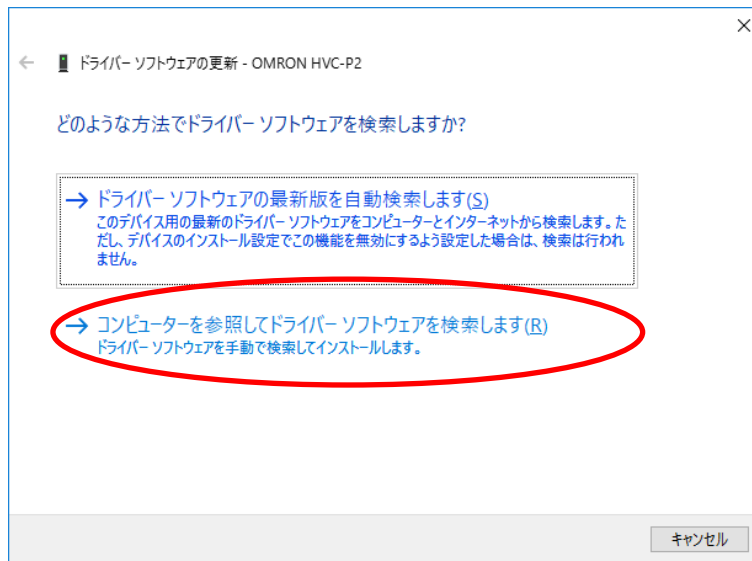 ドライバー ソフトウェアの更新 - OMRON HVC-P2
どのような方法でドライバー ソフトウェアを検索しますか?
ドライバー ソフトウェアの最新版を自動検索します(S)
このデバイス用の最新のドライバー ソフトウェアをコンピューターとインターネットから検索します。た
だし、デバイスのインストール設定でこの機能を無効にするよう設定した場合は、検索は行われ
ません。
コンピューターを参照してドライバー ソフトウェアを検索します(R)
ドライバー ソフトウェアを手動で検索してインストールします。
キャンセル